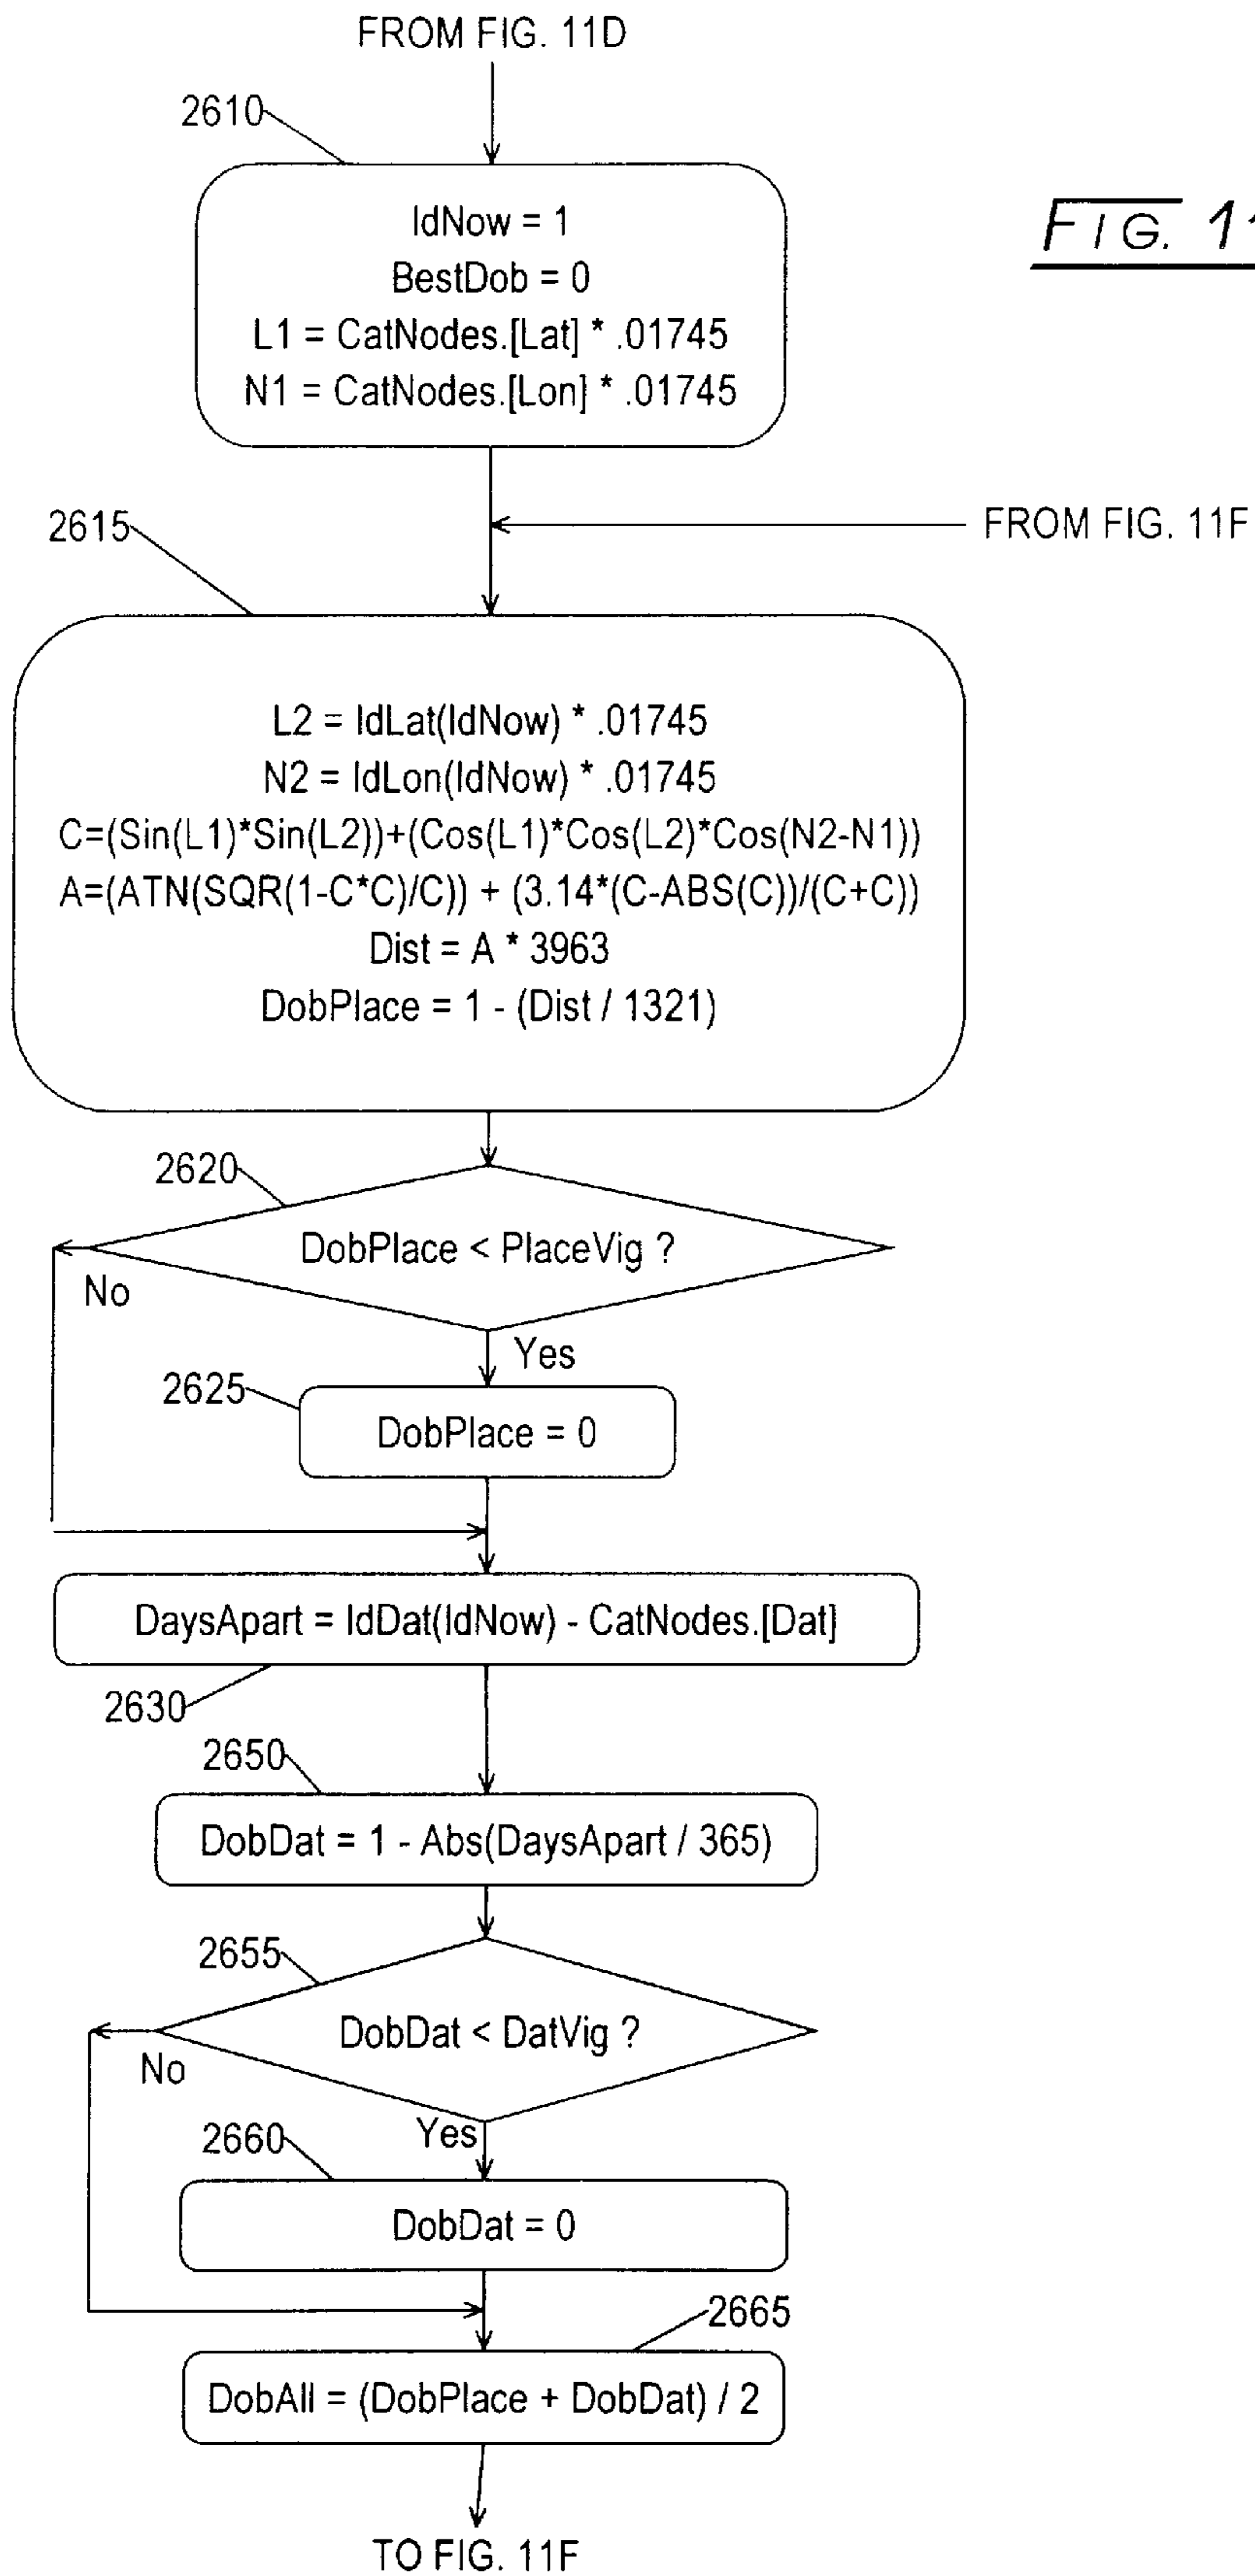 FROM FIG. 11D
2610
FIG. 11
IdNow = 1
BestDob = 0
L1 = CatNodes.[Lat] * .01745
N1 = CatNodes.[Lon] * .01745
2615
FROM FIG. 11F
L2 = IdLat(IdNow) * .01745
N2 = IdLon(IdNow) * .01745
C=(Sin(L1)*Sin(L2))+(Cos(L1)*Cos(L2)*Cos(N2-N1))
A=(ATN(SQR(1-C*C)/C)) + (3.14*(C-ABS(C))/(C+C))
Dist = A * 3963
DobPlace = 1 - (Dist / 1321)
2620
DobPlace < PlaceVig ?
No
Yes
2625
DobPlace = 0
DaysApart = IdDat(IdNow) - CatNodes.[Dat]
2630
2650
DobDat = 1 - Abs(DaysApart / 365)
2655
DobDat < DatVig ?
No
Yes
2660
DobDat = 0
2665
DobAll = (DobPlace + DobDat) / 2
TO FIG. 11F